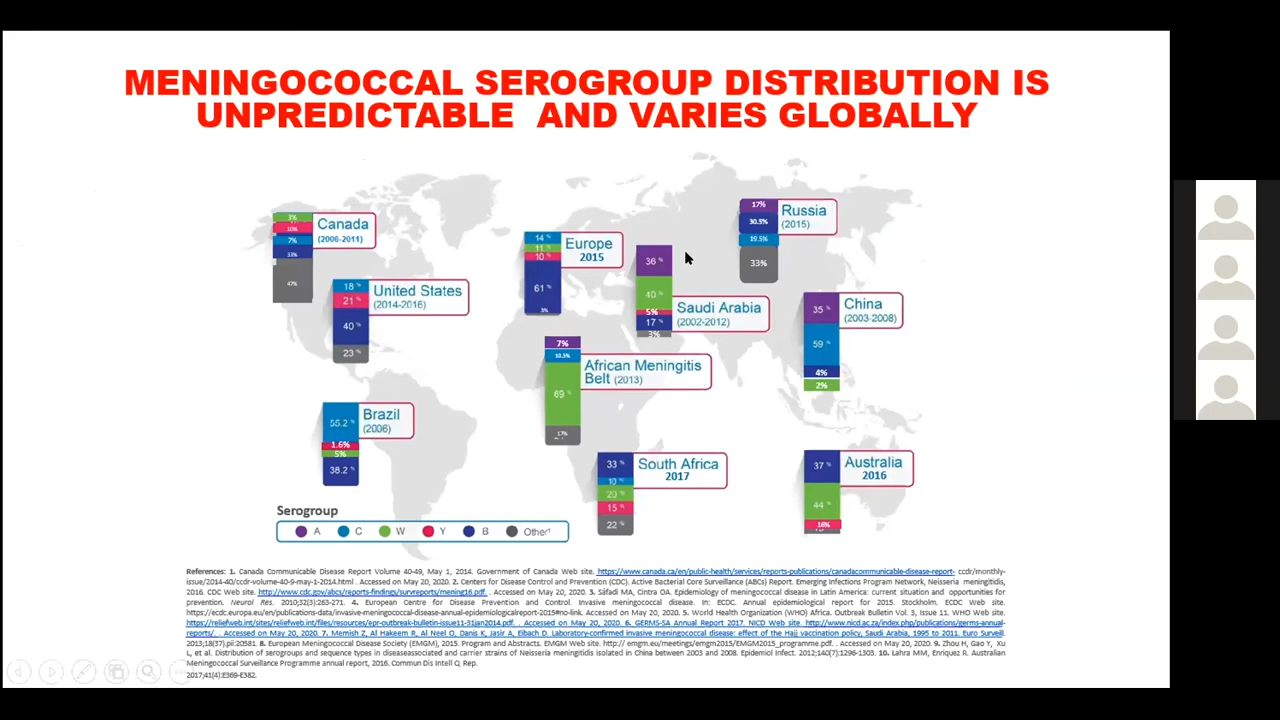 MENINGOCOCCAL SEROGROUP DISTRIBUTION IS
UNPREDICTABLE AND VARIES GLOBALLY
3%
10%
7%
33%
47%
Canada
(2006-2011)
18 %
21 %
40 %
23 %
United States
(2014-2016)
55.2 %
1.6%
5%
38.2 %
Brazil
(2006)
14 %
11 %
10 %
61 %
3%
Europe
2015
36 %
40 %
5%
17 %
3%
Saudi Arabia
(2002-2012)
17%
30.5%
19.5%
33%
Russia
(2015)
35 %
59 %
4%
2%
China
(2003-2008)
7%
10.5%
69 %
17%
African Meningitis
Belt (2013)
33 %
10 %
20 %
15 %
22 %
South Africa
2017
37 %
44 %
16%
Australia
2016
Serogroup
A C W Y B Other†
References: 1. Canada Communicable Disease Report Volume 40-49, May 1, 2014. Government of Canada Web site. https://www.canada.ca/en/public-health/services/reports-publications/canadacommunicable-disease-report- ccdr/monthly-
issue/2014-40/ccdr-volume-40-9-may-1-2014.html . Accessed on May 20, 2020. 2. Centers for Disease Control and Prevention (CDC). Active Bacterial Core Surveillance (ABCs) Report. Emerging Infections Program Network, Neisseria meningitidis,
2016. CDC Web site. http://www.cdc.gov/abcs/reports-findings/survreports/mening16.pdf. . Accessed on May 20, 2020. 3. Sáfadi MA, Cintra OA. Epidemiology of meningococcal disease in Latin America: current situation and opportunities for
prevention. Neurol Res. 2010;32(3):263-271. 4. European Centre for Disease Prevention and Control. Invasive meningococcal disease. In: ECDC. Annual epidemiological report for 2015. Stockholm. ECDC Web site.
https://ecdc.europa.eu/en/publications-data/invasive-meningococcal-disease-annual-epidemiologicalreport-2015#no-link. Accessed on May 20, 2020. 5. World Health Organization (WHO) Africa. Outbreak Bulletin Vol. 3, Issue 11. WHO Web site.
https://reliefweb.int/sites/reliefweb.int/files/resources/epr-outbreak-bulletin-issue11-31jan2014.pdf. . Accessed on May 20, 2020. 6. GERMS-SA Annual Report 2017. NICD Web site. http://www.nicd.ac.za/index.php/publications/germs-annual-
reports/. . Accessed on May 20, 2020. 7. Memish Z, Al Hakeem R, Al Neel O, Danis K, Jasir A, Eibach D. Laboratory-confirmed invasive meningococcal disease: effect of the Hajj vaccination policy, Saudi Arabia, 1995 to 2011. Euro Surveill.
2013;18(37):pii:20581. 8. European Meningococcal Disease Society (EMGM), 2015. Program and Abstracts. EMGM Web site. http:// emgm.eu/meetings/emgm2015/EMGM2015_programme.pdf. . Accessed on May 20, 2020. 9. Zhou H, Gao Y, Xu
L, et al. Distribution of serogroups and sequence types in diseaseassociated and carrier strains of Neisseria meningitidis isolated in China between 2003 and 2008. Epidemiol Infect. 2012;140(7):1296-1303. 10. Lahra MM, Enriquez R. Australian
Meningococcal Surveillance Programme annual report, 2016. Commun Dis Intell Q Rep.
2017;41(4):E369-E382.